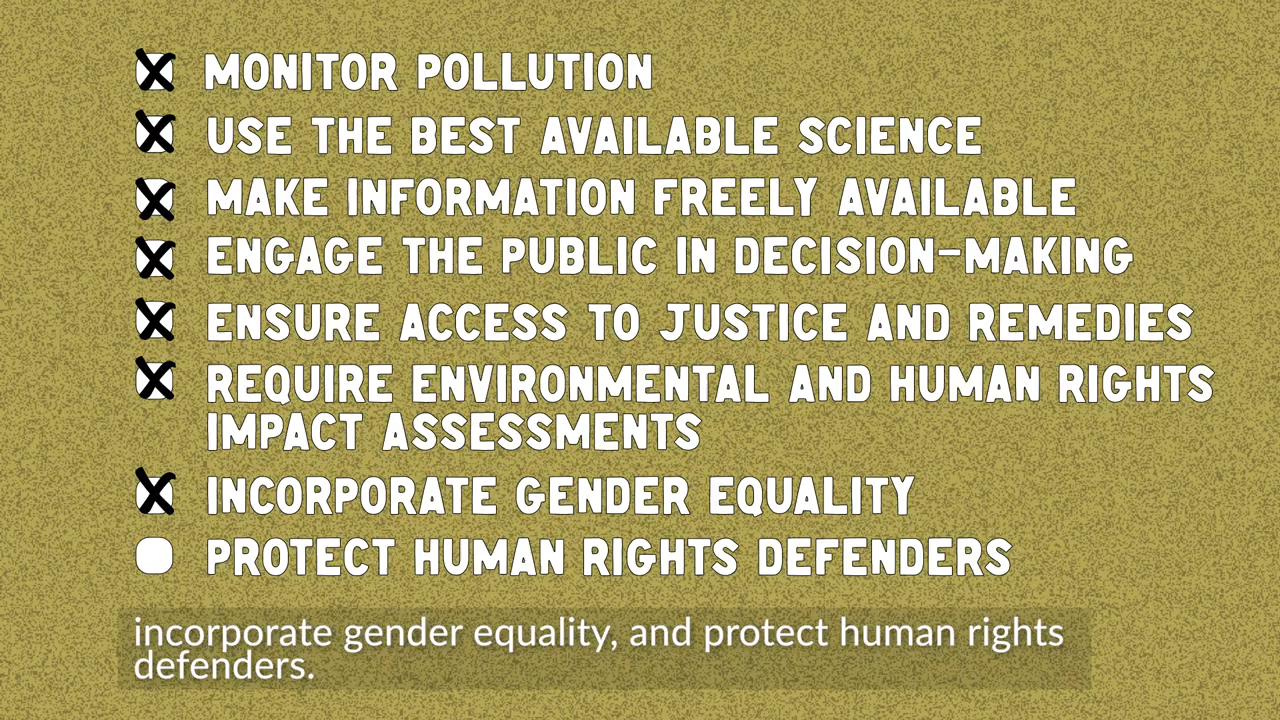 MONITOR POLLUTION
USE THE BEST AVAILABLE SCIENCE
MAKE INFORMATION FREELY AVAILABLE
ENGAGE THE PUBLIC IN DECISION-MAKING
ENSURE ACCESS TO JUSTICE AND REMEDIES
REQUIRE ENVIRONMENTAL AND HUMAN RIGHTS
IMPACT ASSESSMENTS
INCORPORATE GENDER EQUALITY
PROTECT HUMAN RIGHTS DEFENDERS
incorporate gender equality, and protect human rights
defenders.